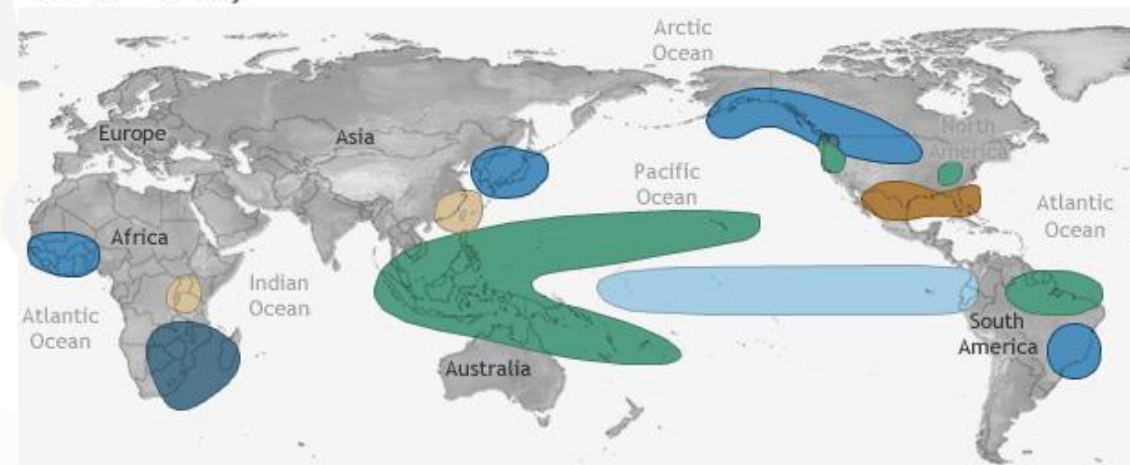 Arctic
Ocean
Europe
Asia
North
America
Pacific
Ocean
Atlantic
Ocean
Africa
Indian
Ocean
Atlantic
Ocean
South
America
Australia